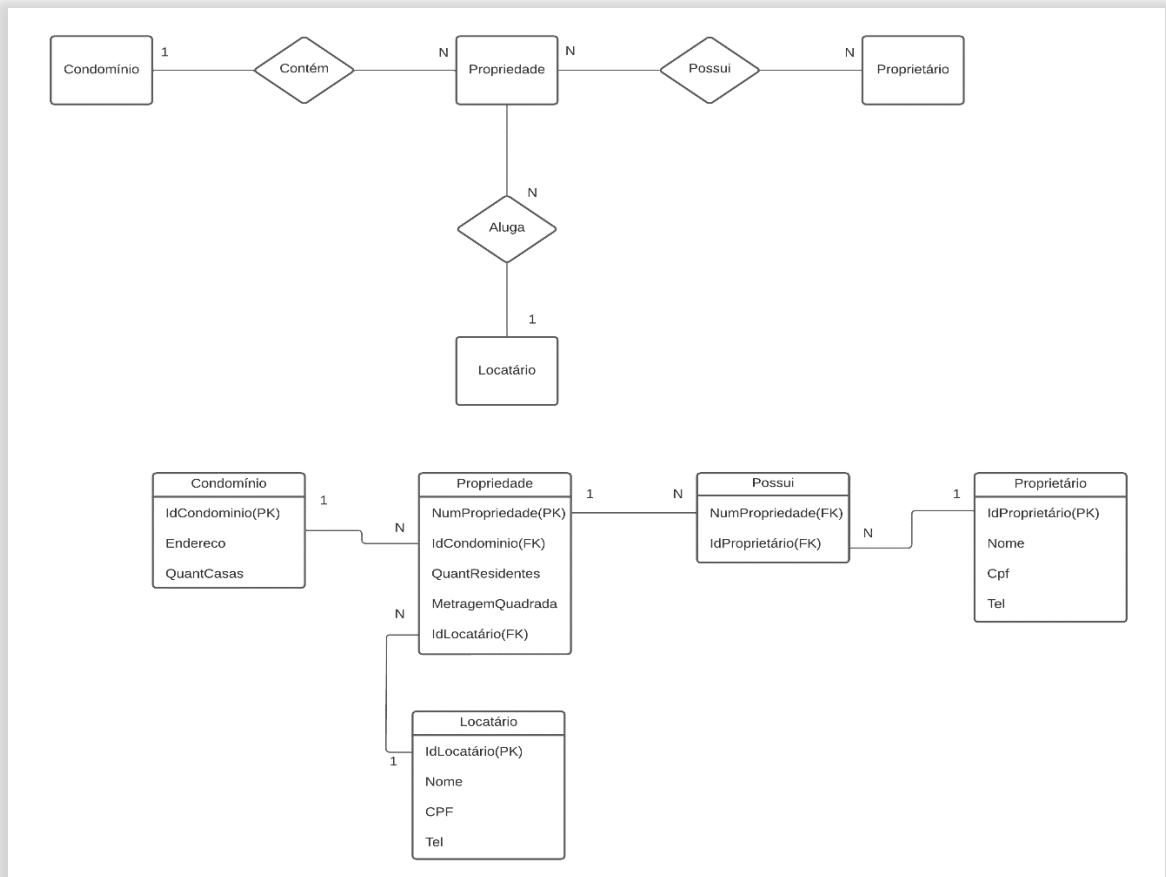 Condomínio
1
Contém
N
Propriedade
N
Possui
N
Proprietário
N
Aluga
1
Locatário
Condomínio
IdCondominio(PK)
Endereco
QuantCasas
1
N
Propriedade
NumPropriedade(PK)
IdCondominio(FK)
QuantResidentes
MetragemQuadrada
IdLocatário(FK)
1
N
Possui
NumPropriedade(FK)
IdProprietário(FK)
N
1
Proprietário
IdProprietário(PK)
Nome
Cpf
Tel
N
1
Locatário
IdLocatário(PK)
Nome
CPF
Tel